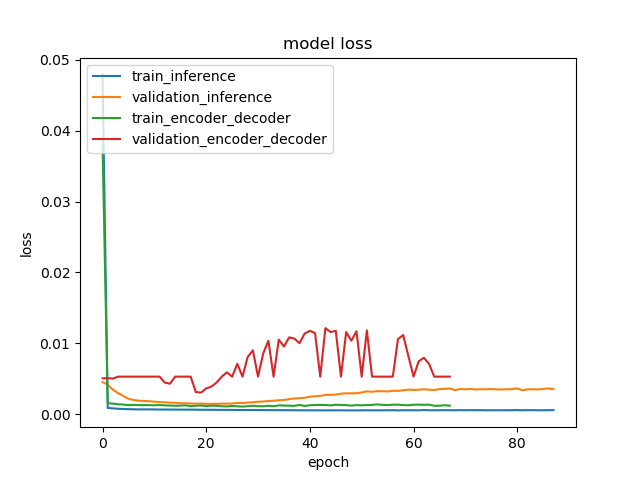 model loss
0.05
0.04
0.03
0.02
0.01
0.00
loss
train_inference
validation_inference
train_encoder_decoder
validation_encoder_decoder
0
20
40
60
80
epoch